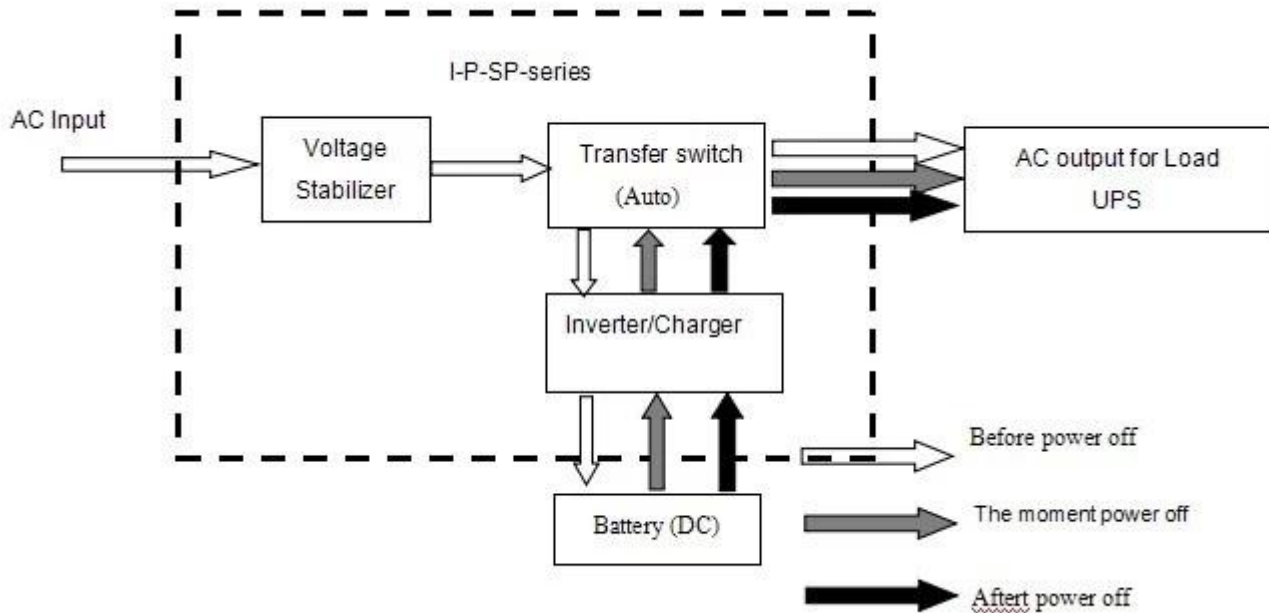 I-P-SP-series
AC Input
Voltage
Stabilizer
Transfer switch
(Auto)
AC output for Load
UPS
Inverter/Charger
Battery (DC)
Before power off
The moment power off
Aftert power off